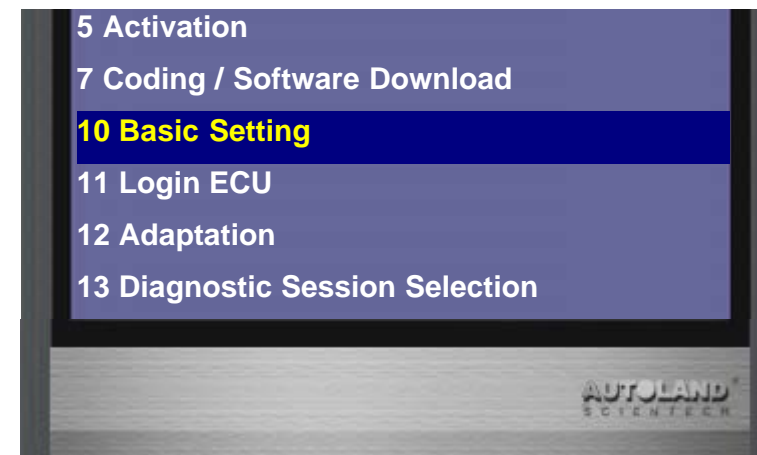 5 Activation
7 Coding / Software Download
10 Basic Setting
11 Login ECU
12 Adaptation
13 Diagnostic Session Selection
AUTOLAND
SCIENTECH